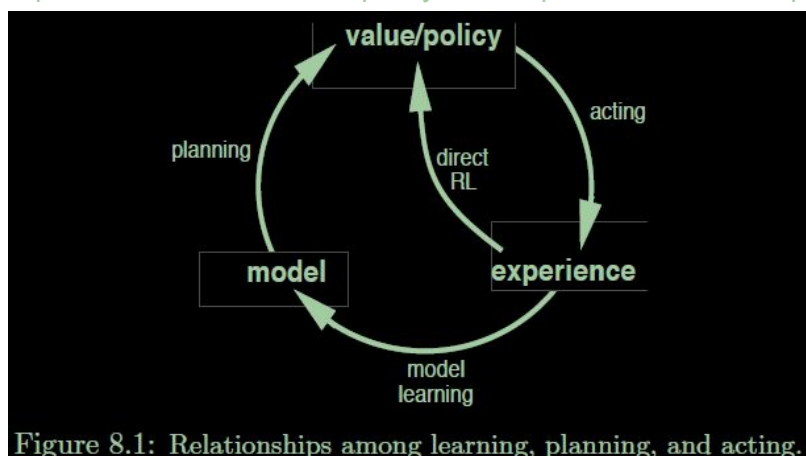 value/policy
acting
planning
direct
RL
model
experience
model
learning
Figure 8.1: Relationships among learning, planning, and acting.